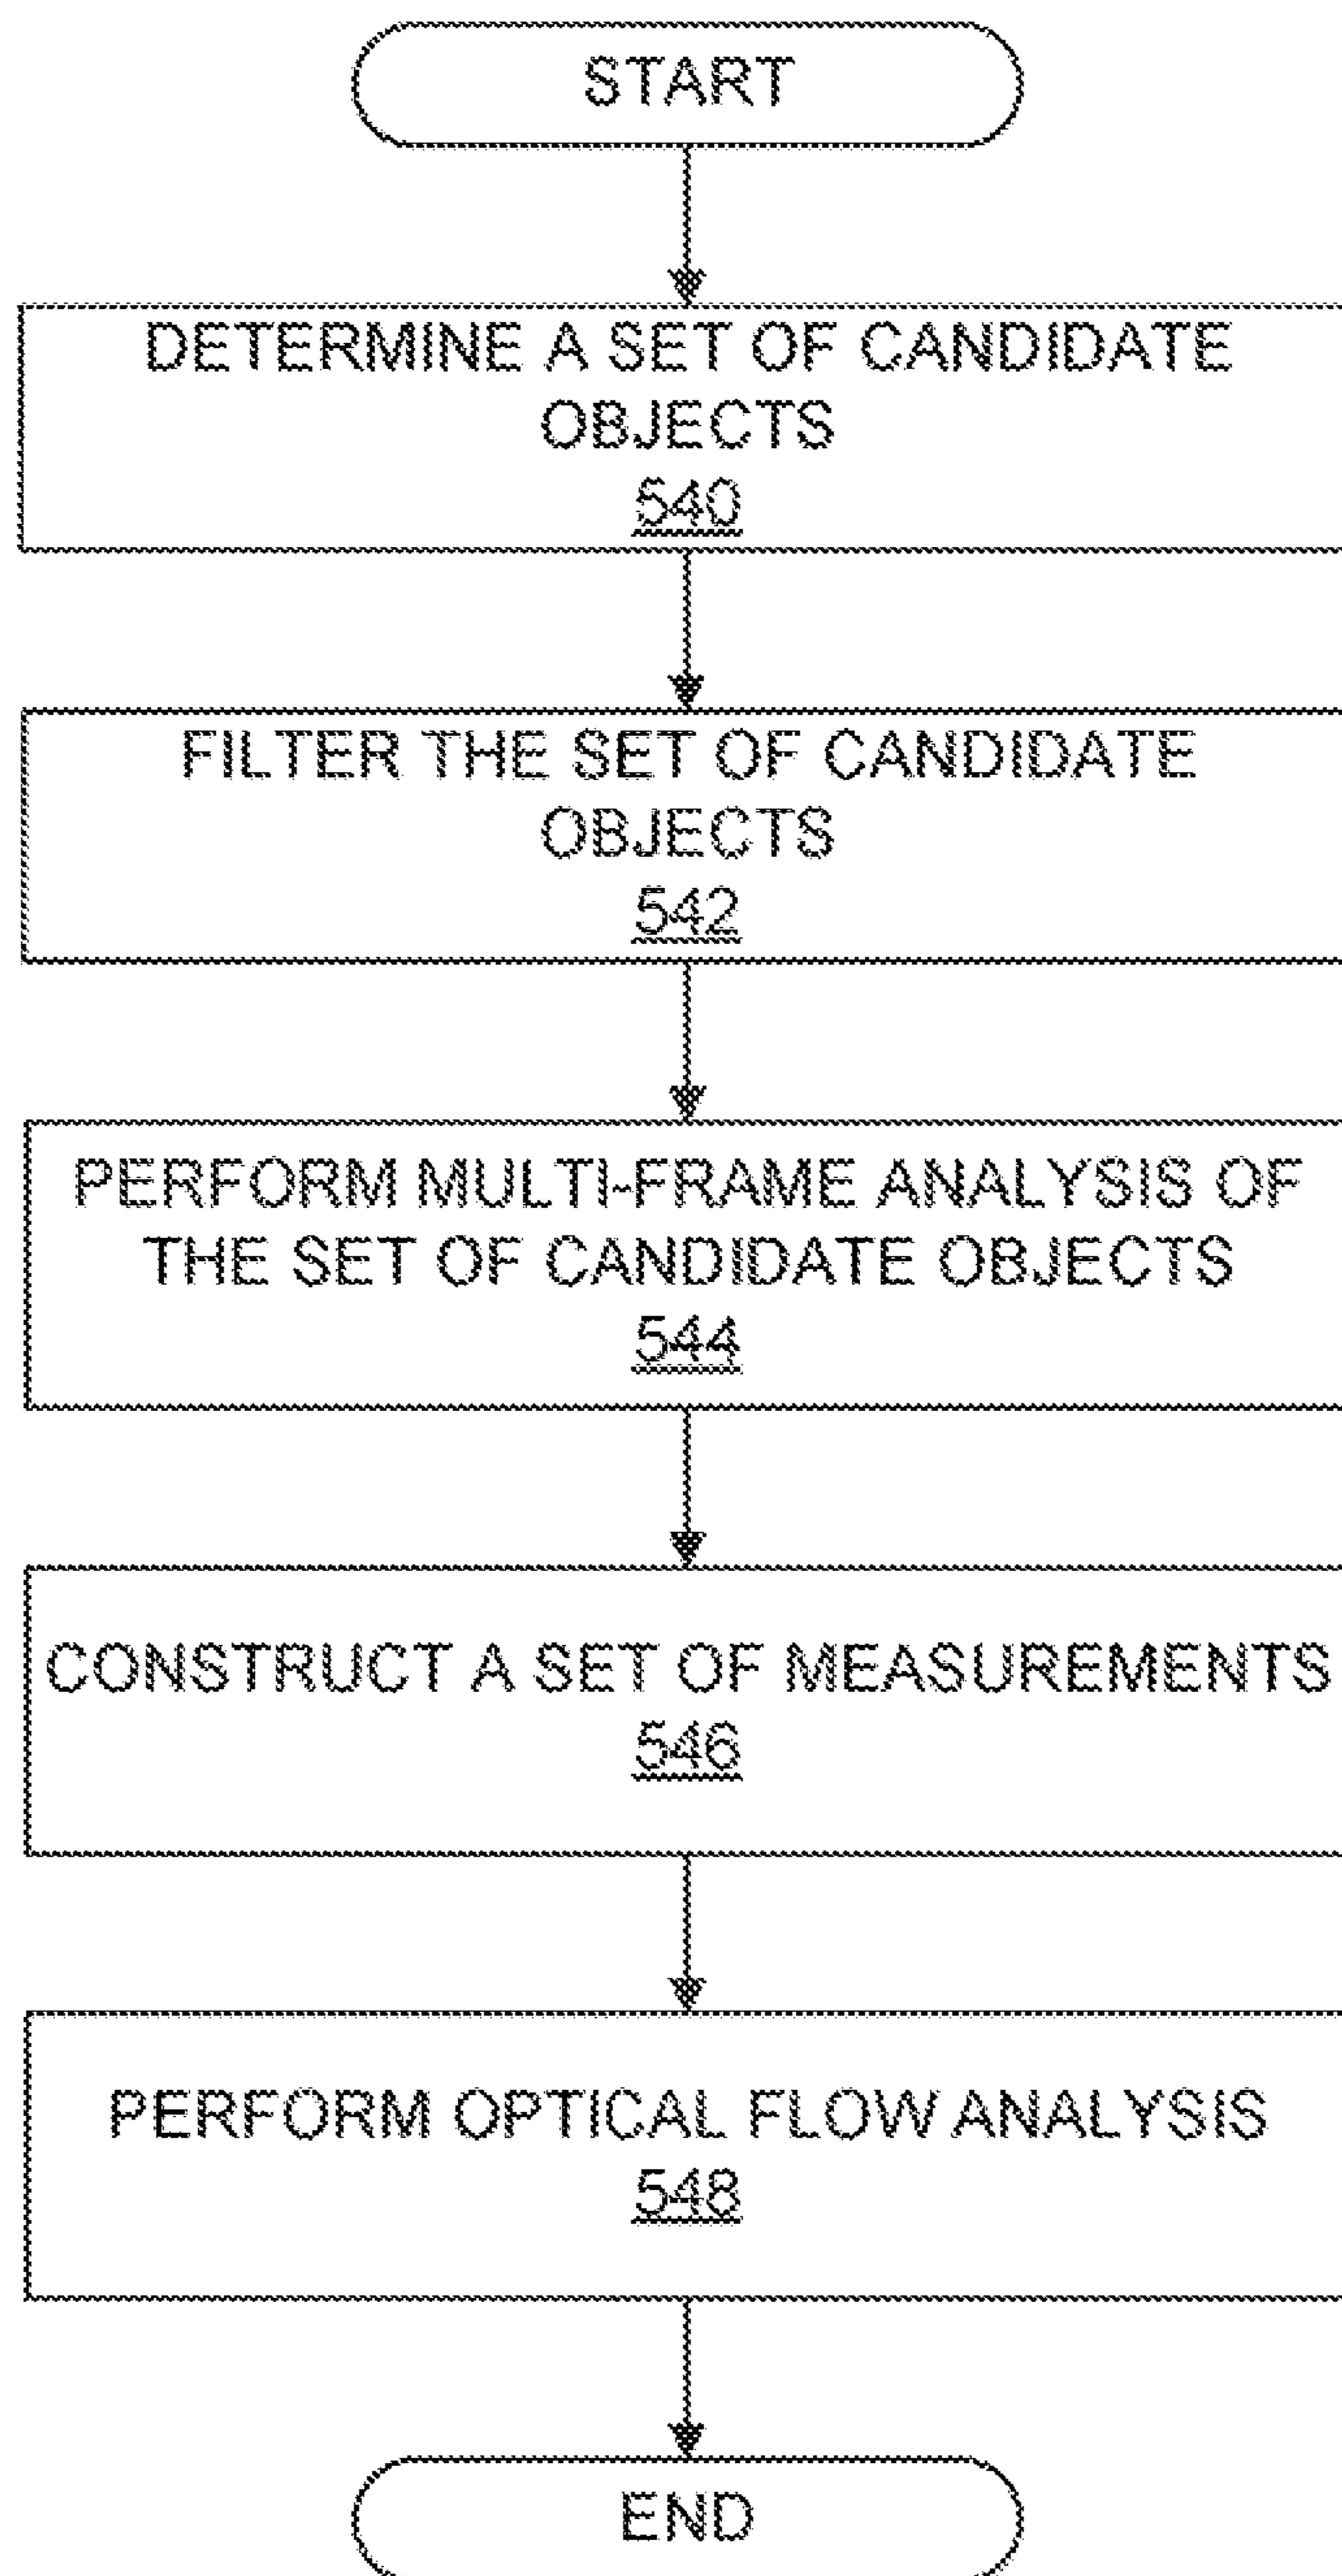 START
DETERMINE A SET OF CANDIDATE
OBJECTS
540
FILTER THE SET OF CANDIDATE
OBJECTS
542
PERFORM MULTI-FRAME ANALYSIS OF
THE SET OF CANDIDATE OBJECTS
544
CONSTRUCT A SET OF MEASUREMENTS
546
PERFORM OPTICAL FLOW ANALYSIS
548
END